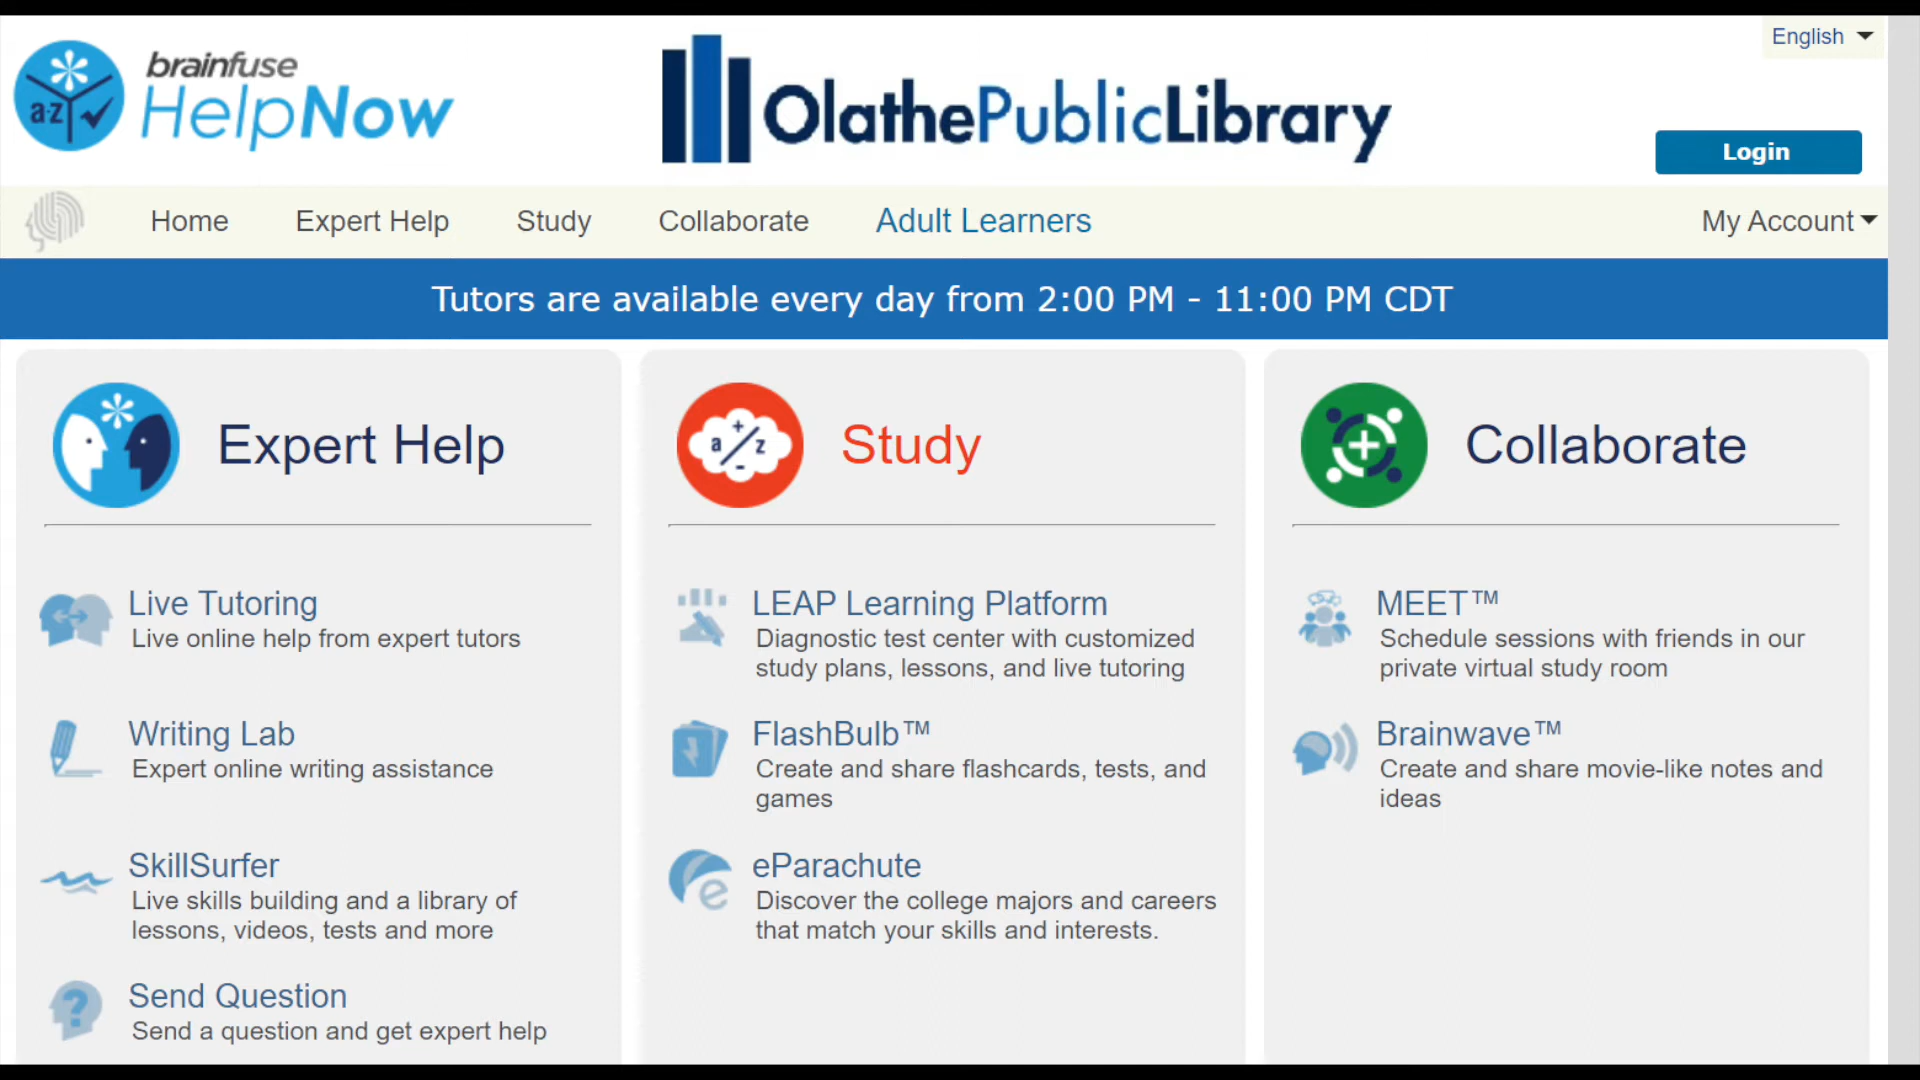 English
brainfuse
HelpNow
a-z
OlathePublicLibrary
Login
Home
Expert Help
Study
Collaborate
Adult Learners
My Account
Tutors are available every day from 2:00 PM - 11:00 PM CDT
Expert Help
Live Tutoring
Live online help from expert tutors
Writing Lab
Expert online writing assistance
SkillSurfer
Live skills building and a library of
lessons, videos, tests and more
Send Question
Send a question and get expert help
a + z -
Study
LEAP Learning Platform
Diagnostic test center with customized
study plans, lessons, and live tutoring
FlashBulb™
Create and share flashcards, tests, and
games
eParachute
Discover the college majors and careers
that match your skills and interests.
Collaborate
MEET™
Schedule sessions with friends in our
private virtual study room
Brainwave™
Create and share movie-like notes and
ideas